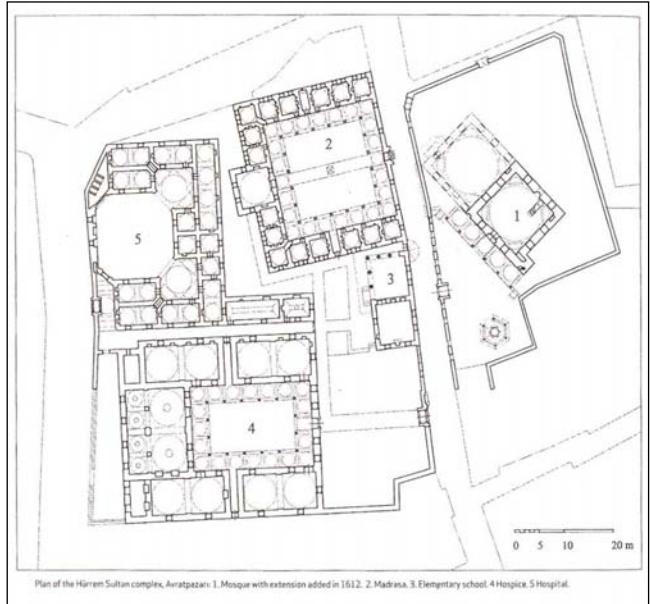 2
1
5
3
4
0 5 10 20 m
Plan of the Hürrem Sultan complex, Avratpazarı: 1. Mosque with extension added in 1612. 2. Madrasa. 3. Elementary school. 4 Hospice. 5 Hospital.